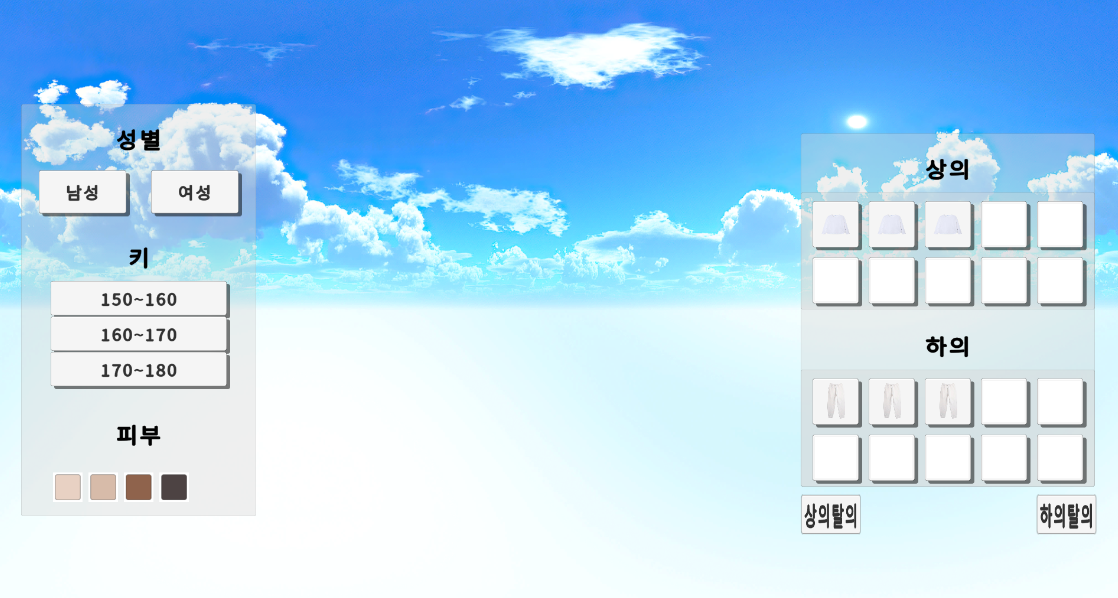 성별
남성
여성
키
150~160
160~170
170~180
피부
상의
하의
상의탈의
하의탈의